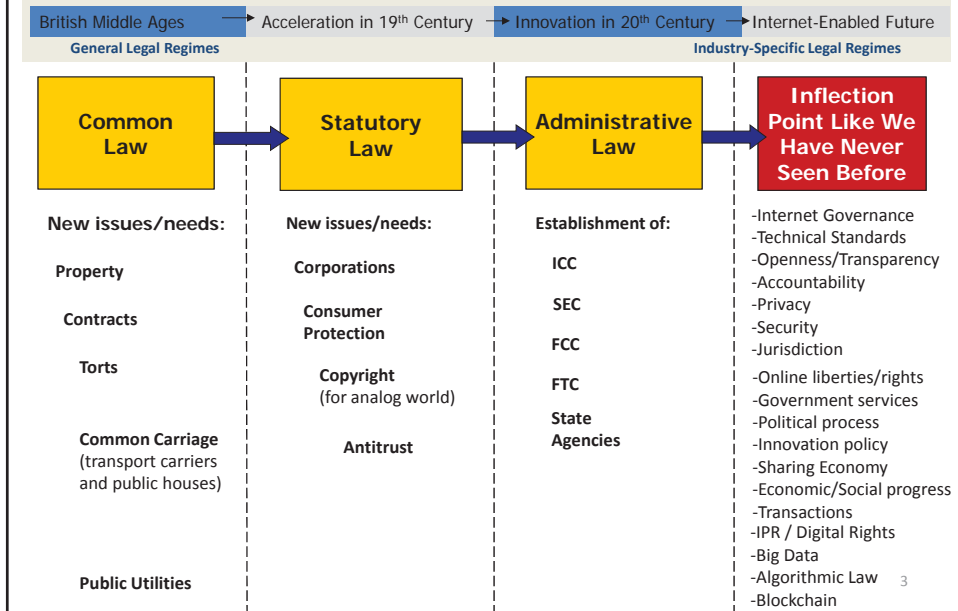 British Middle Ages
Acceleration in 19th Century
Innovation in 20th Century
Internet-Enabled Future
General Legal Regimes
Industry-Specific Legal Regimes
Common
Law
Statutory
Law
Administrative
Law
Inflection
Point Like We
Have Never
Seen Before
New issues/needs:
Property
Contracts
Torts
Common Carriage
(transport carriers
and public houses)
Public Utilities
New issues/needs:
Corporations
Consumer
Protection
Copyright
(for analog world)
Antitrust
Establishment of:
ICC
SEC
FCC
FTC
State
Agencies
-Internet Governance
-Technical Standards
-Openness/Transparency
-Accountability
-Privacy
-Security
-Jurisdiction
-Online liberties/rights
-Government services
-Political process
-Innovation policy
-Sharing Economy
-Economic/Social progress
-Transactions
-IPR / Digital Rights
-Big Data
-Algorithmic Law
-Blockchain
3